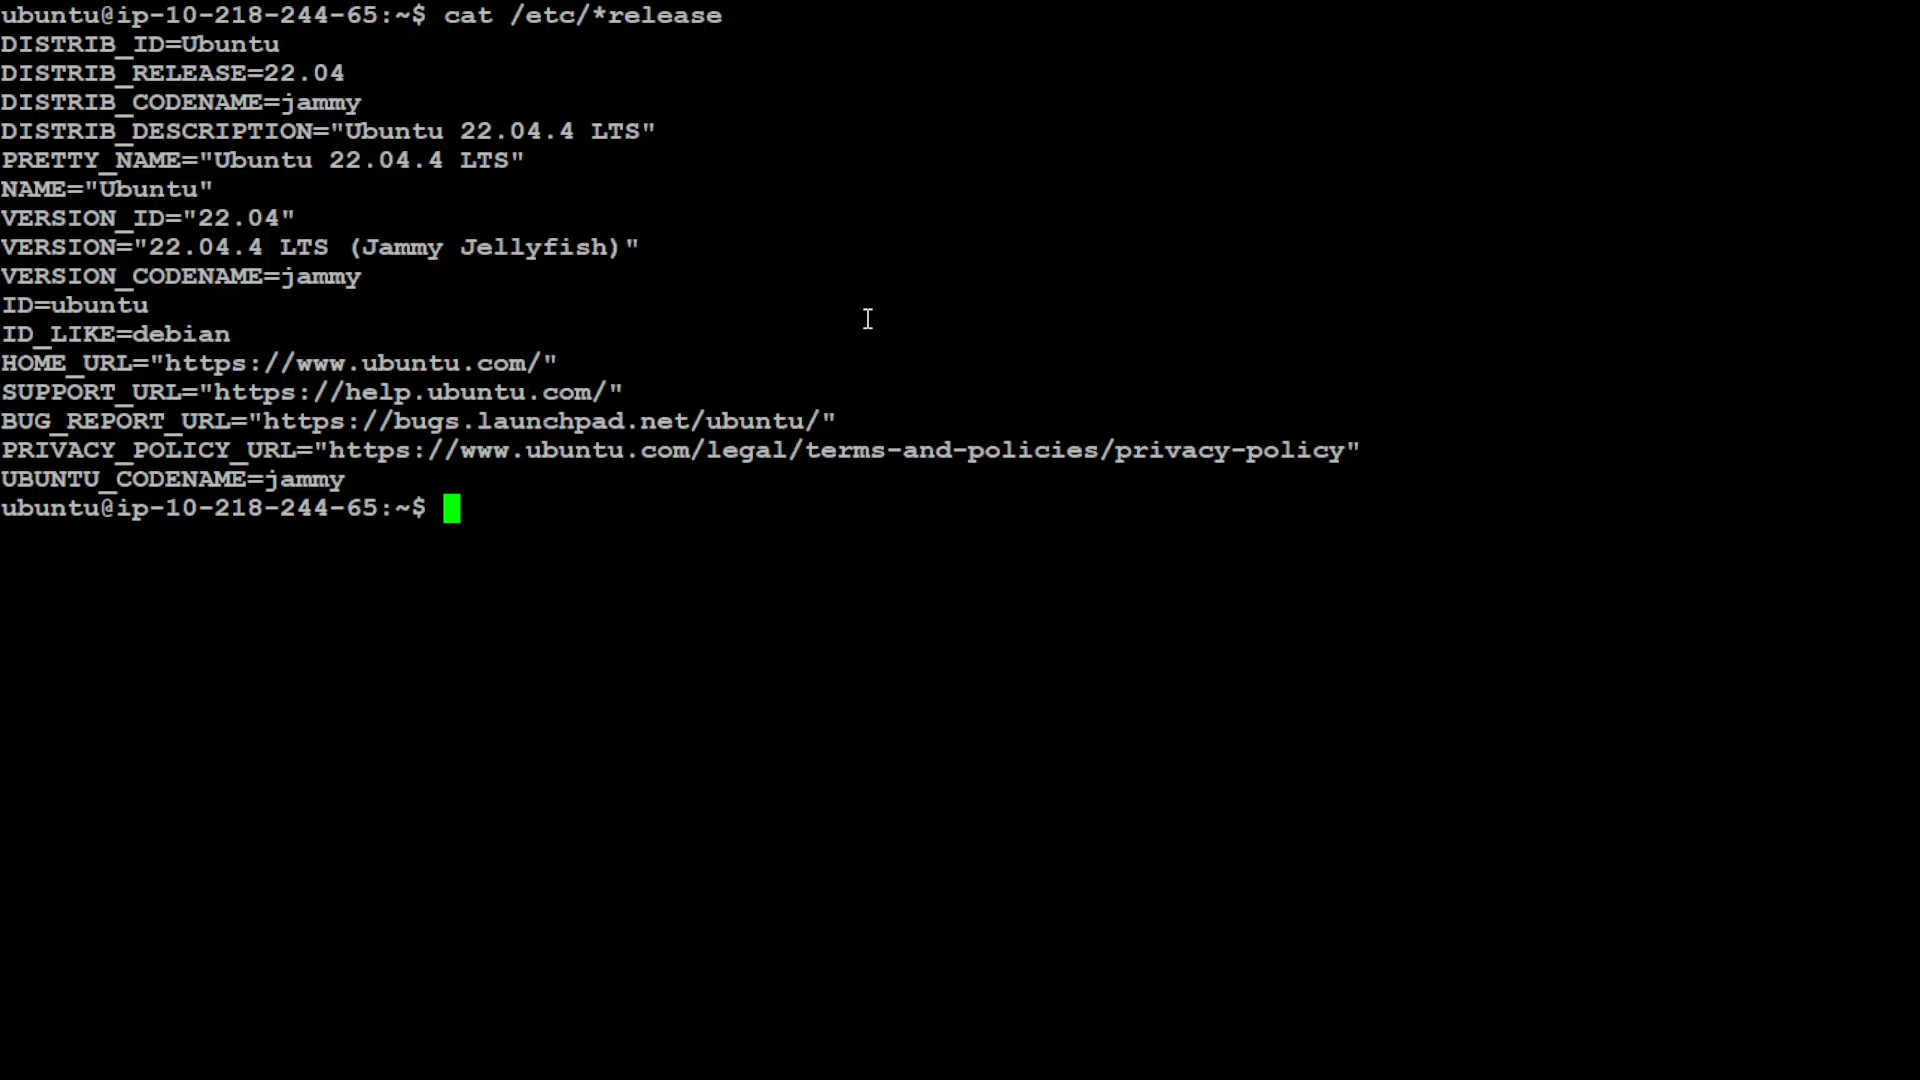 ubuntu@ip-10-218-244-65:~$ cat /etc/*release
DISTRIB_ID=Ubuntu
DISTRIB_RELEASE=22.04
DISTRIB_CODENAME=jammy
DISTRIB_DESCRIPTION="Ubuntu 22.04.4 LTS"
PRETTY_NAME="Ubuntu 22.04.4 LTS"
NAME="Ubuntu"
VERSION_ID="22.04"
VERSION="22.04.4 LTS (Jammy Jellyfish)"
VERSION_CODENAME=jammy
ID=ubuntu
ID_LIKE=debian
HOME_URL="https://www.ubuntu.com/"
SUPPORT_URL="https://help.ubuntu.com/"
BUG_REPORT_URL="https://bugs.launchpad.net/ubuntu/"
PRIVACY_POLICY_URL="https://www.ubuntu.com/legal/terms-and-policies/privacy-policy"
UBUNTU_CODENAME=jammy
ubuntu@ip-10-218-244-65:~$